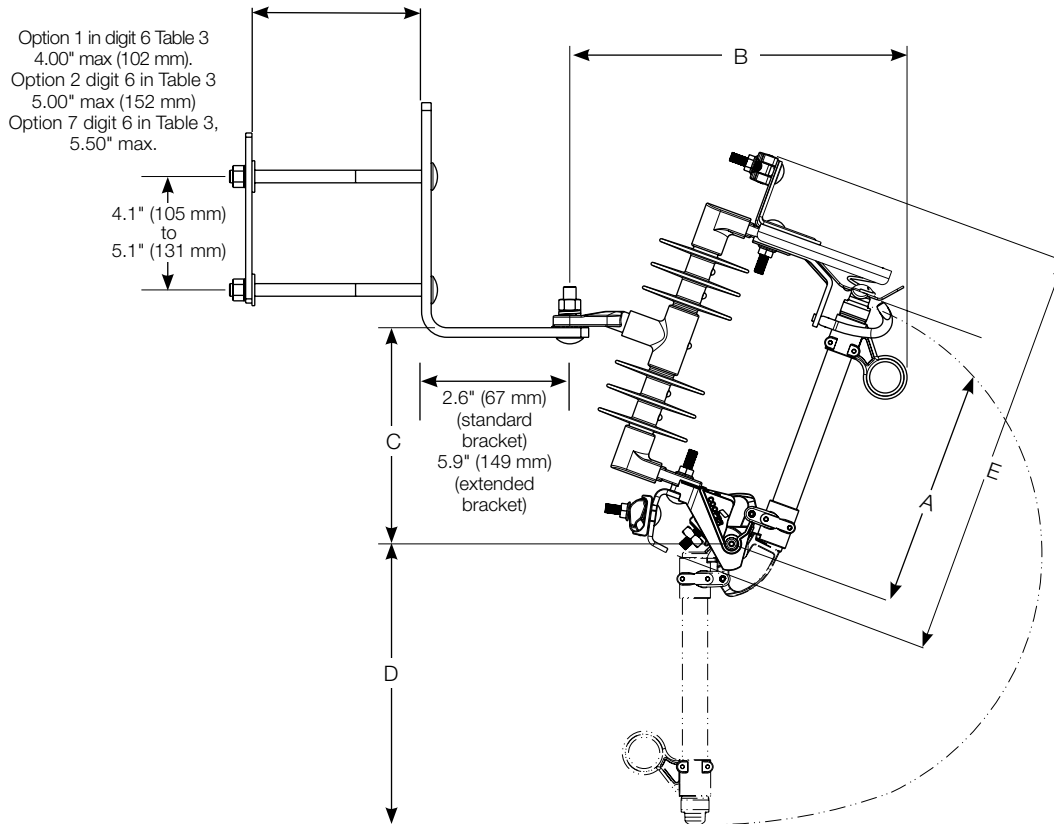 Option 1 in digit 6 Table 3
4.00" max (102 mm).
Option 2 digit 6 in Table 3
5.00" max (152 mm)
Option 7 digit 6 in Table 3,
5.50" max.
B
4.1" (105 mm)
to
5.1" (131 mm)
2.6" (67 mm)
(standard
bracket)
5.9" (149 mm)
(extended
bracket)
C
E
A
D